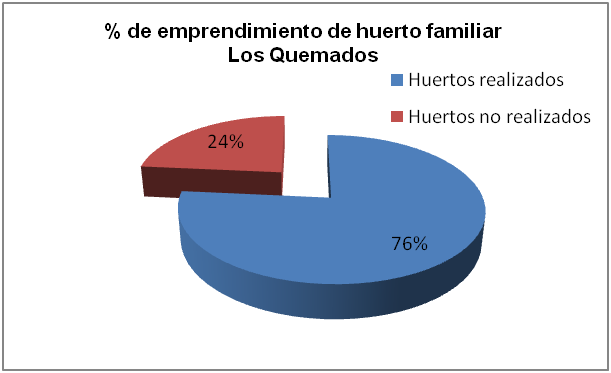 % de emprendimiento de huerto familiar
Los Quemados
Huertos realizados
Huertos no realizados
24%
76%